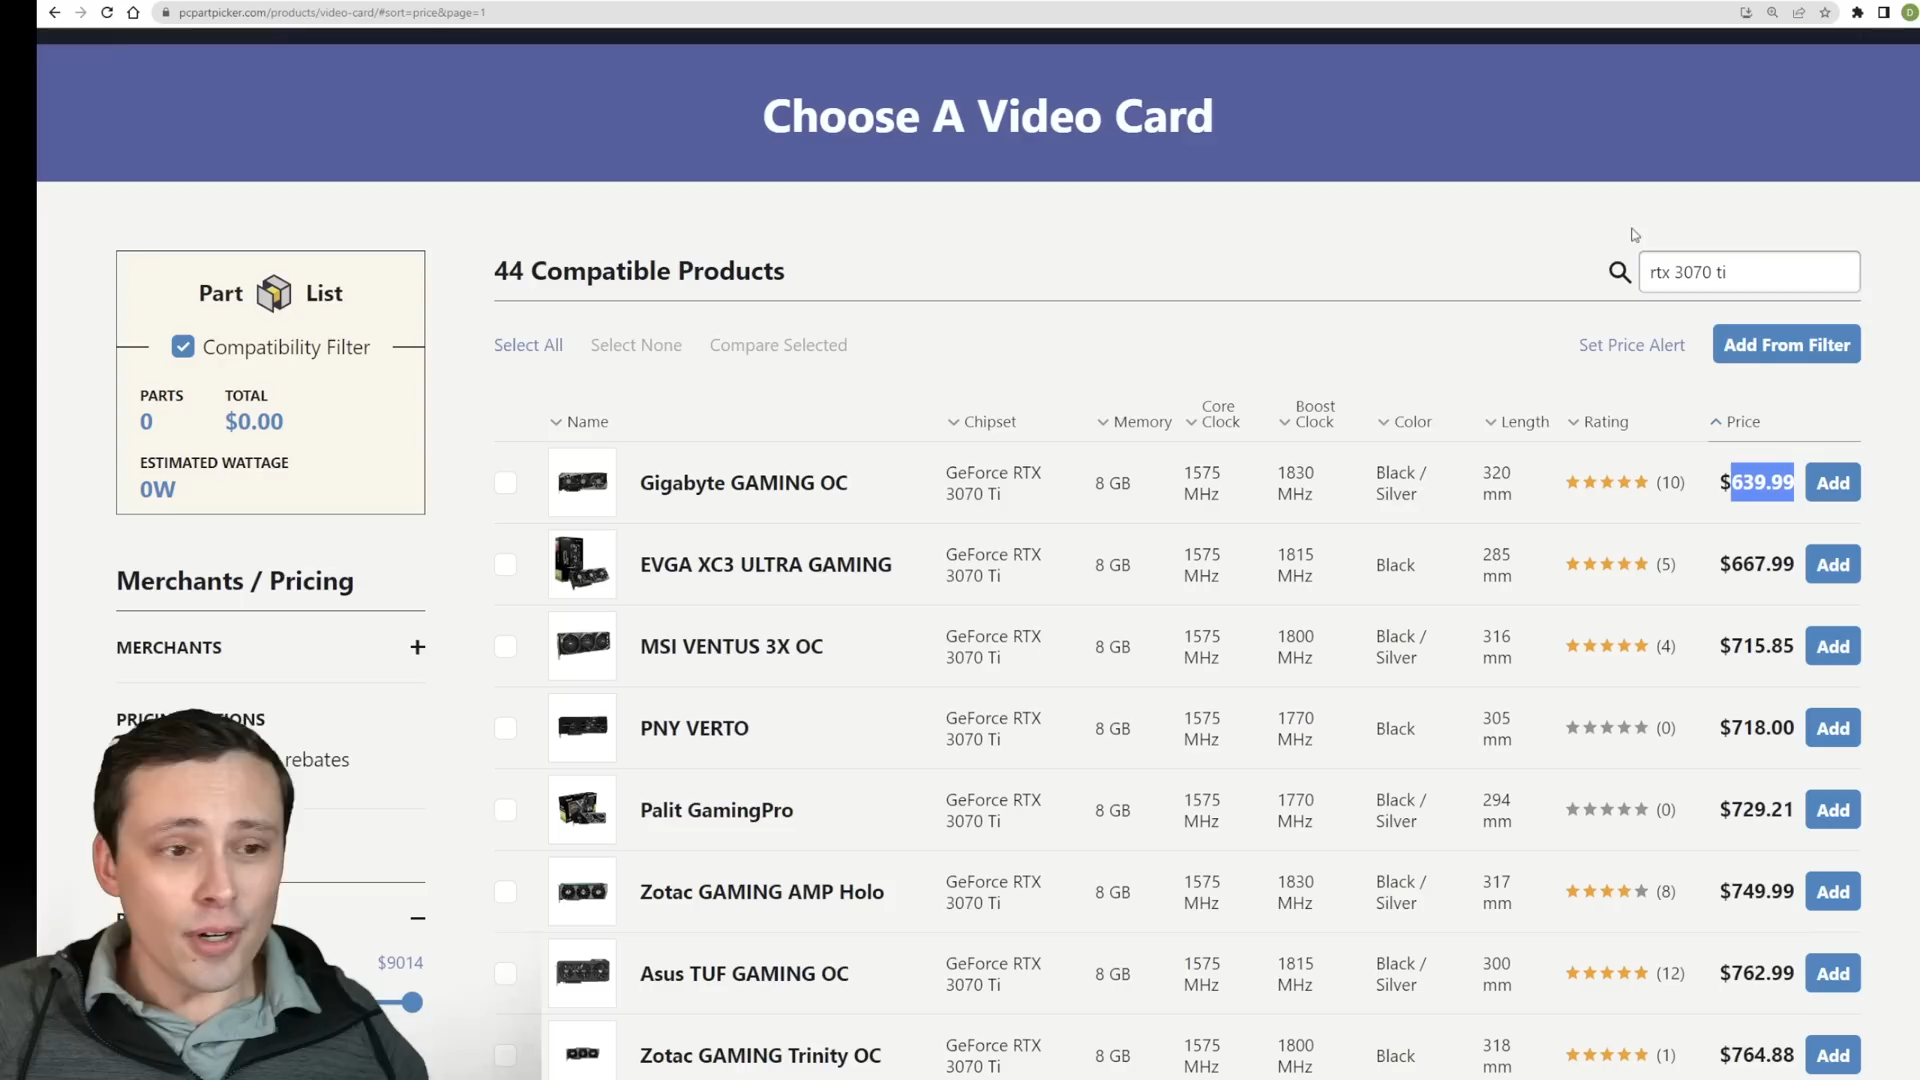 pcpartpicker.com/products/video-card/#sort=price&page=1
D
Choose A Video Card
Part List
Compatibility Filter
PARTS TOTAL
0 $0.00
ESTIMATED WATTAGE
0W
Merchants / Pricing
MERCHANTS +
rebates
$9014
44 Compatible Products
rtx 3070 ti
Select All Select None Compare Selected Set Price Alert Add From Filter
Name Chipset Memory Core Clock Boost Clock Color Length Rating Price
Gigabyte GAMING OC GeForce RTX 3070 Ti 8 GB 1575 MHz 1830 MHz Black / Silver 320 mm (10) $639.99 Add
EVGA XC3 ULTRA GAMING GeForce RTX 3070 Ti 8 GB 1575 MHz 1815 MHz Black 285 mm (5) $667.99 Add
MSI VENTUS 3X OC GeForce RTX 3070 Ti 8 GB 1575 MHz 1800 MHz Black / Silver 316 mm (4) $715.85 Add
PNY VERTO GeForce RTX 3070 Ti 8 GB 1575 MHz 1770 MHz Black 305 mm (0) $718.00 Add
Palit GamingPro GeForce RTX 3070 Ti 8 GB 1575 MHz 1770 MHz Black / Silver 294 mm (0) $729.21 Add
Zotac GAMING AMP Holo GeForce RTX 3070 Ti 8 GB 1575 MHz 1830 MHz Black / Silver 317 mm (8) $749.99 Add
Asus TUF GAMING OC GeForce RTX 3070 Ti 8 GB 1575 MHz 1815 MHz Black / Silver 300 mm (12) $762.99 Add
Zotac GAMING Trinity OC GeForce RTX 3070 Ti 8 GB 1575 MHz 1800 MHz Black 318 mm (1) $764.88 Add